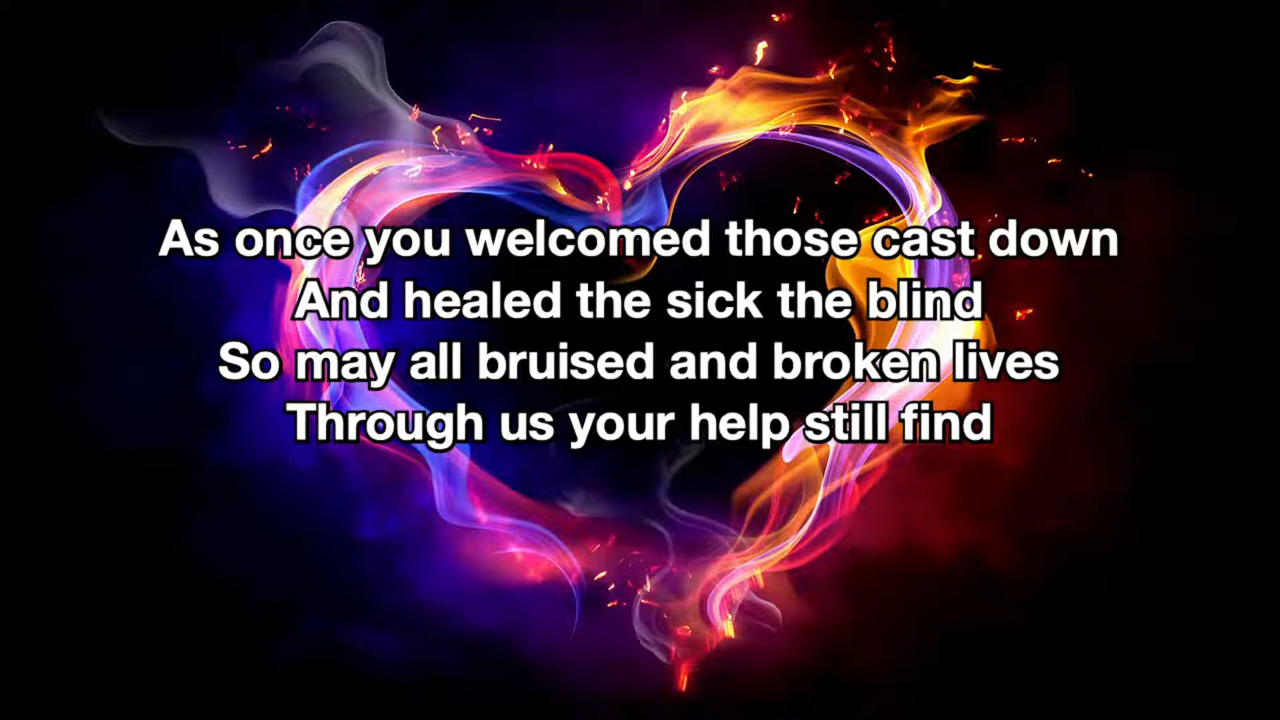 As once you welcomed those cast down
And healed the sick the blind
So may all bruised and broken lives
Through us your help still find